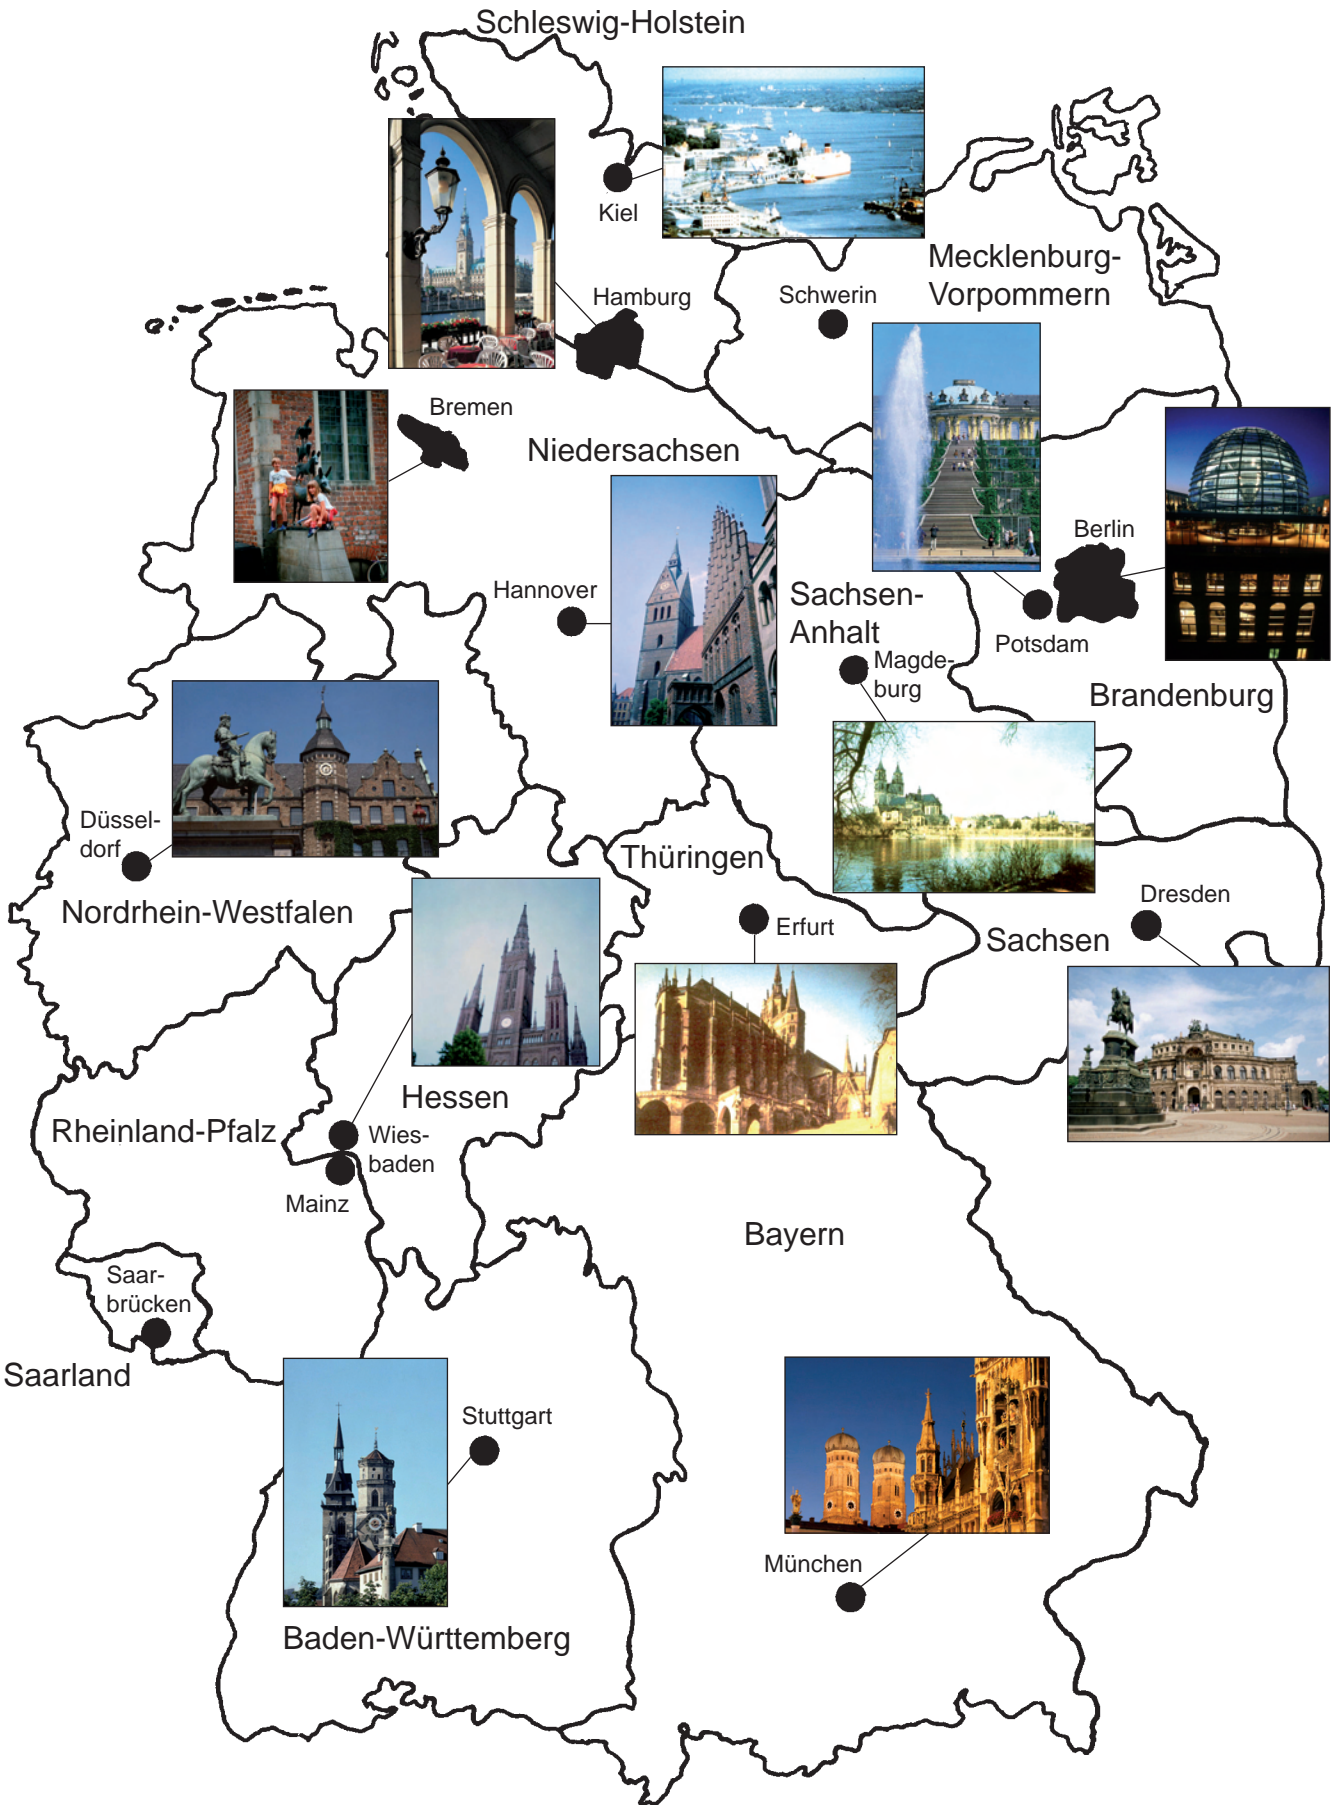 Schleswig-Holstein
Kiel
Mecklenburg-
Vorpommern
Hamburg
Schwerin
Bremen
Niedersachsen
Berlin
Hannover
Sachsen-
Anhalt
Potsdam
Magde-
burg
Brandenburg
Düssel-
dorf
Thüringen
Nordrhein-Westfalen
Erfurt
Dresden
Sachsen
Hessen
Rheinland-Pfalz
Wies-
baden
Mainz
Bayern
Saar-
brücken
Saarland
Stuttgart
München
Baden-Württemberg